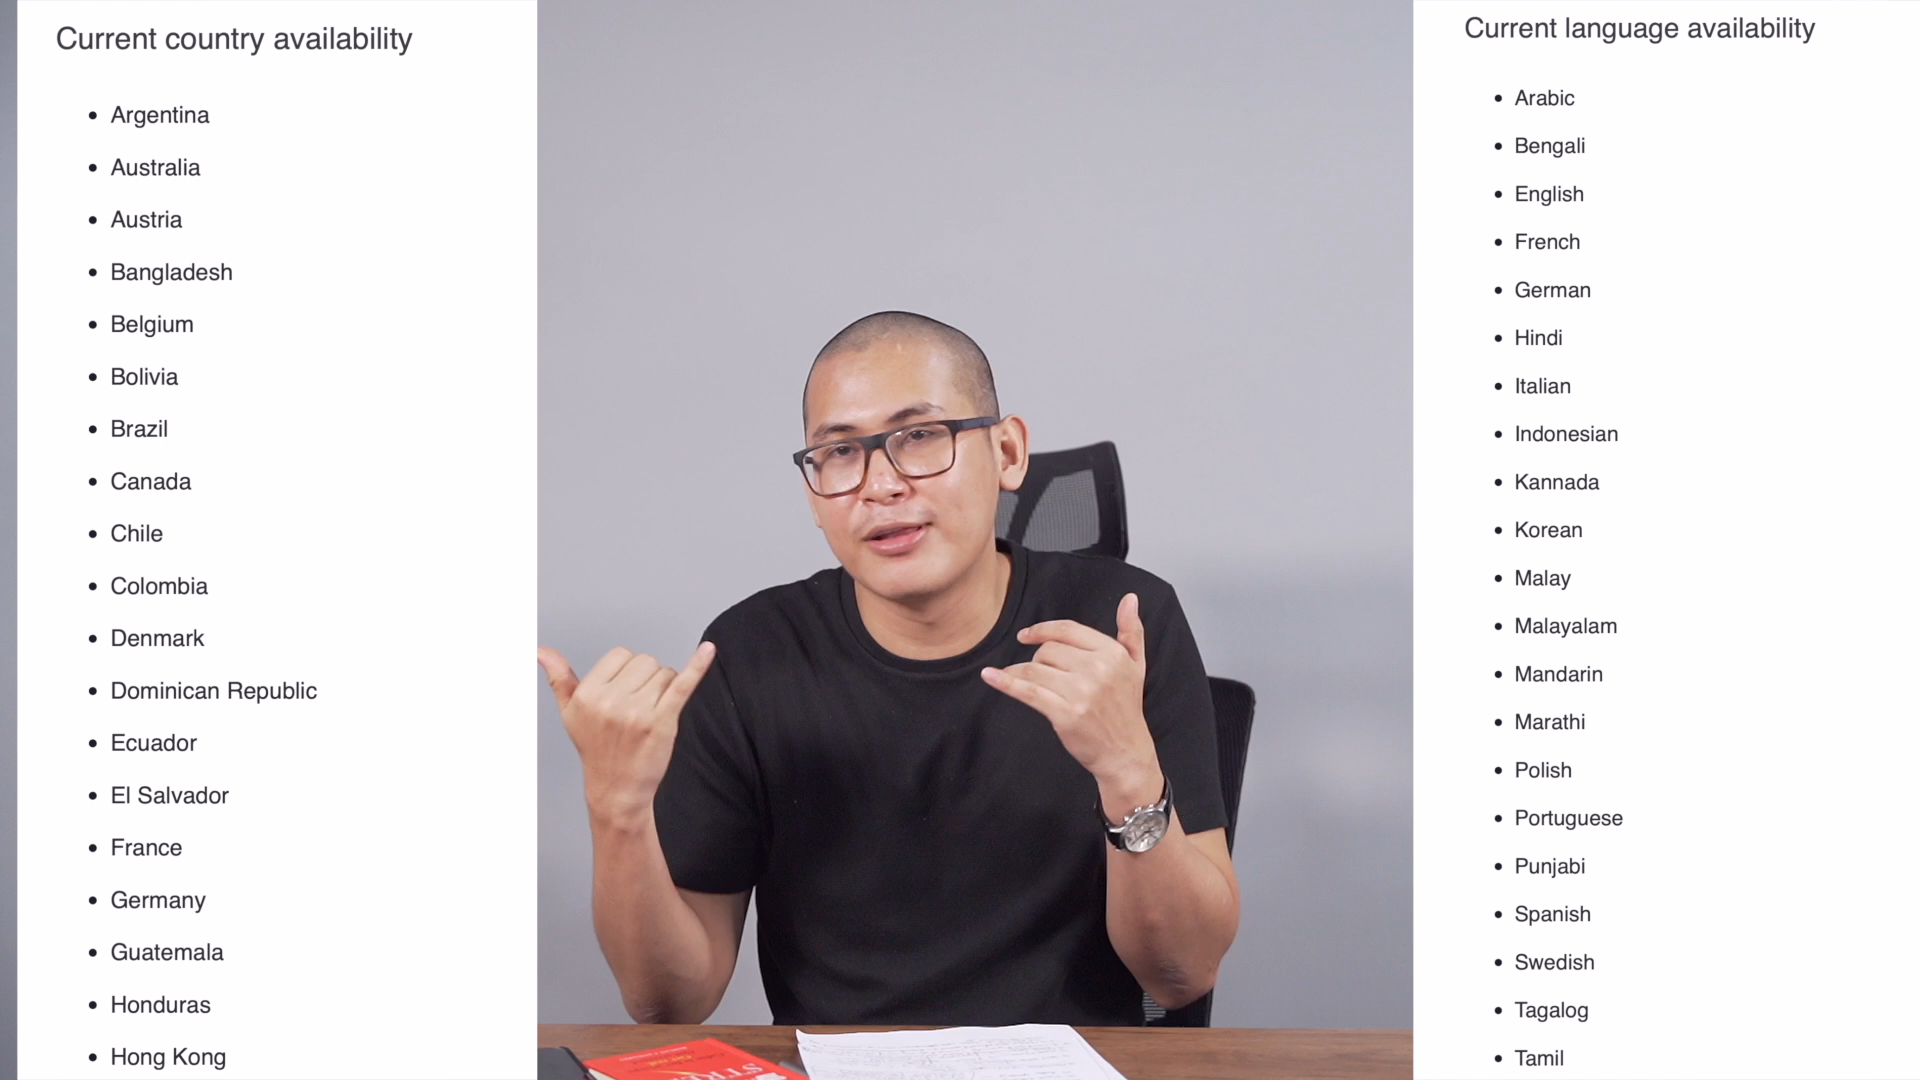 Current country availability
Argentina
Australia
Austria
Bangladesh
Belgium
Bolivia
Brazil
Canada
Chile
Colombia
Denmark
Dominican Republic
Ecuador
El Salvador
France
Germany
Guatemala
Honduras
Hong Kong
Current language availability
Arabic
Bengali
English
French
German
Hindi
Italian
Indonesian
Kannada
Korean
Malay
Malayalam
Mandarin
Marathi
Polish
Portuguese
Punjabi
Spanish
Swedish
Tagalog
Tamil